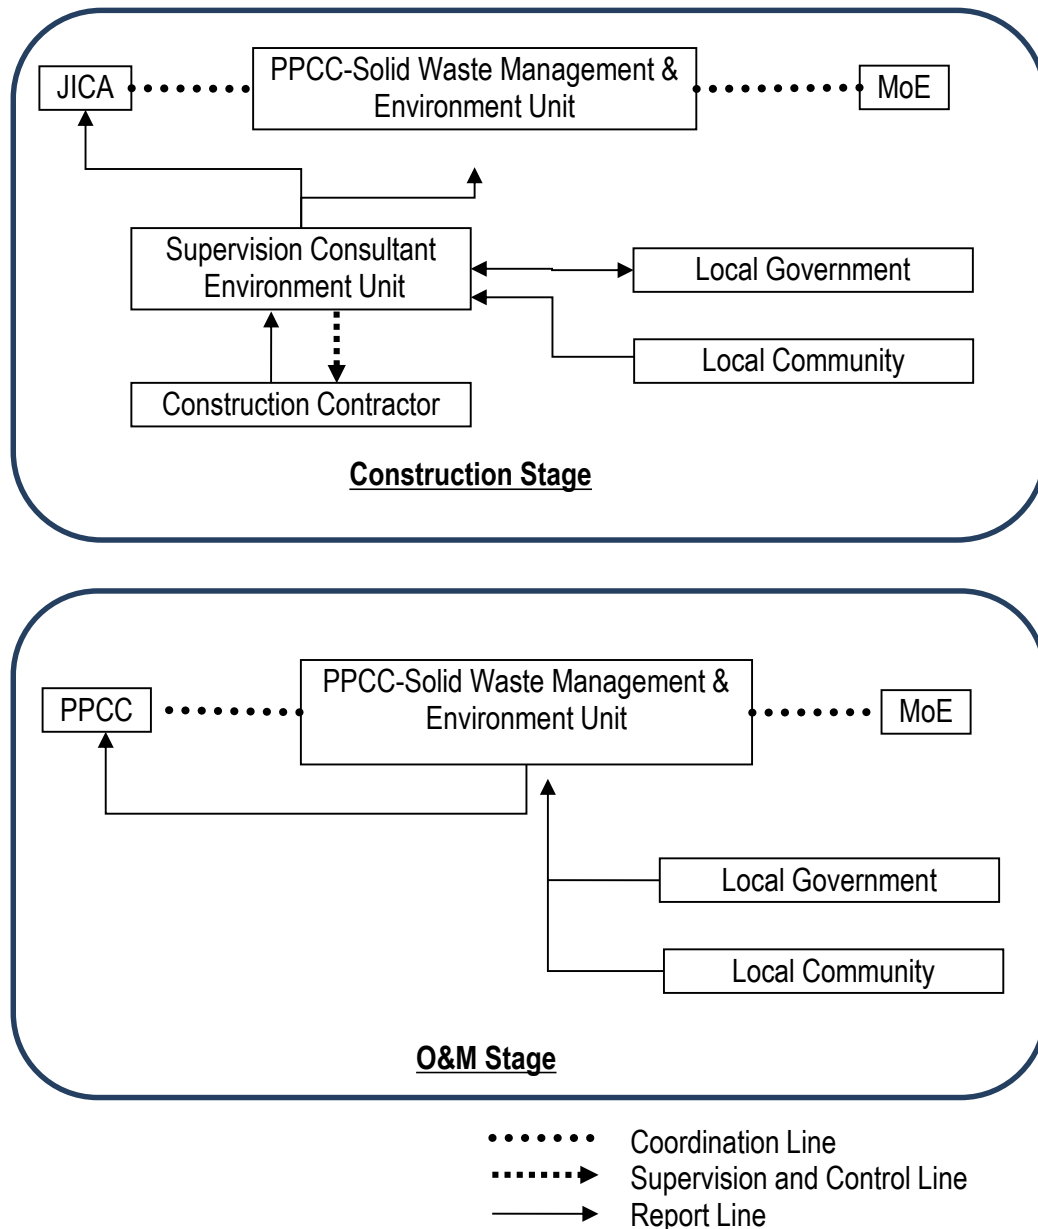 JICA
PPCC-Solid Waste Management &
Environment Unit
MoE
Supervision Consultant
Environment Unit
Local Government
Local Community
Construction Contractor
Construction Stage
PPCC
PPCC-Solid Waste Management &
Environment Unit
MoE
Local Government
Local Community
O&M Stage
Coordination Line
Supervision and Control Line
Report Line